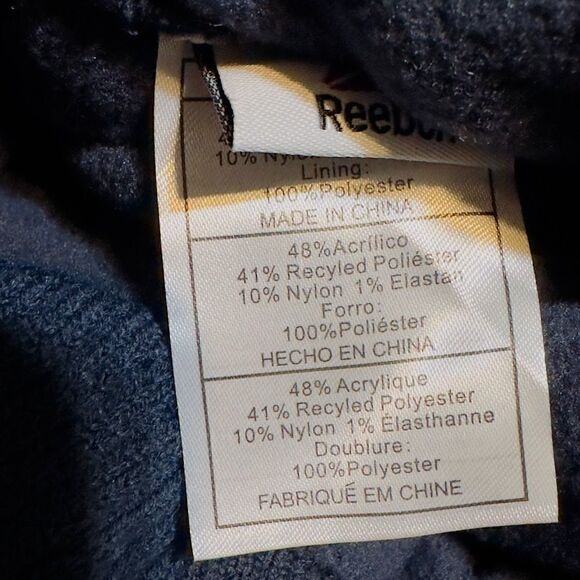 Reebok
10% Nylon
Lining:
100%Polyester
MADE IN CHINA
48%Acrílico
41% Recyled Poliéster
10% Nylon 1% Elastán
Forro:
100%Poliéster
HECHO EN CHINA
48% Acrylique
41% Recyled Polyester
10% Nylon 1% Élasthanne
Doublure:
100%Polyester
FABRIQUÉ EM CHINE